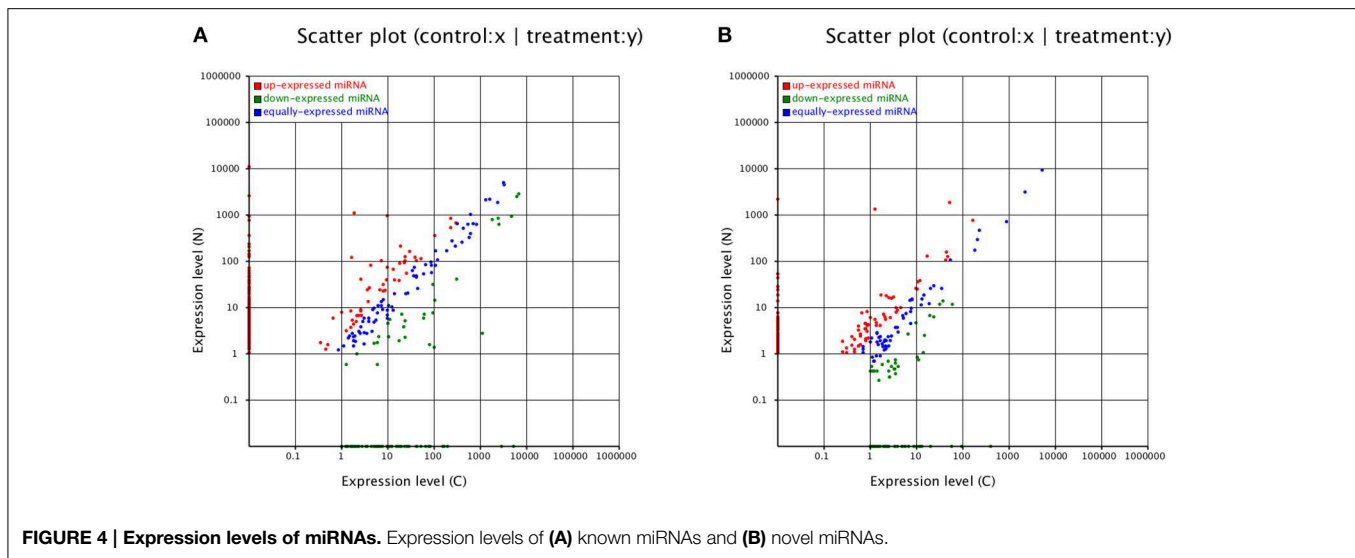 A
Scatter plot (control:x | treatment:y)
1000000
100000
10000
1000
100
10
1
0.1
Expression level (N)
up-expressed miRNA
down-expressed miRNA
equally-expressed miRNA
0.1 1 10 100 1000 10000 100000 1000000
Expression level (C)
B
Scatter plot (control:x | treatment:y)
1000000
100000
10000
1000
100
10
1
0.1
Expression level (N)
up-expressed miRNA
down-expressed miRNA
equally-expressed miRNA
0.1 1 10 100 1000 10000 100000 1000000
Expression level (C)
FIGURE 4 | Expression levels of miRNAs. Expression levels of (A) known miRNAs and (B) novel miRNAs.